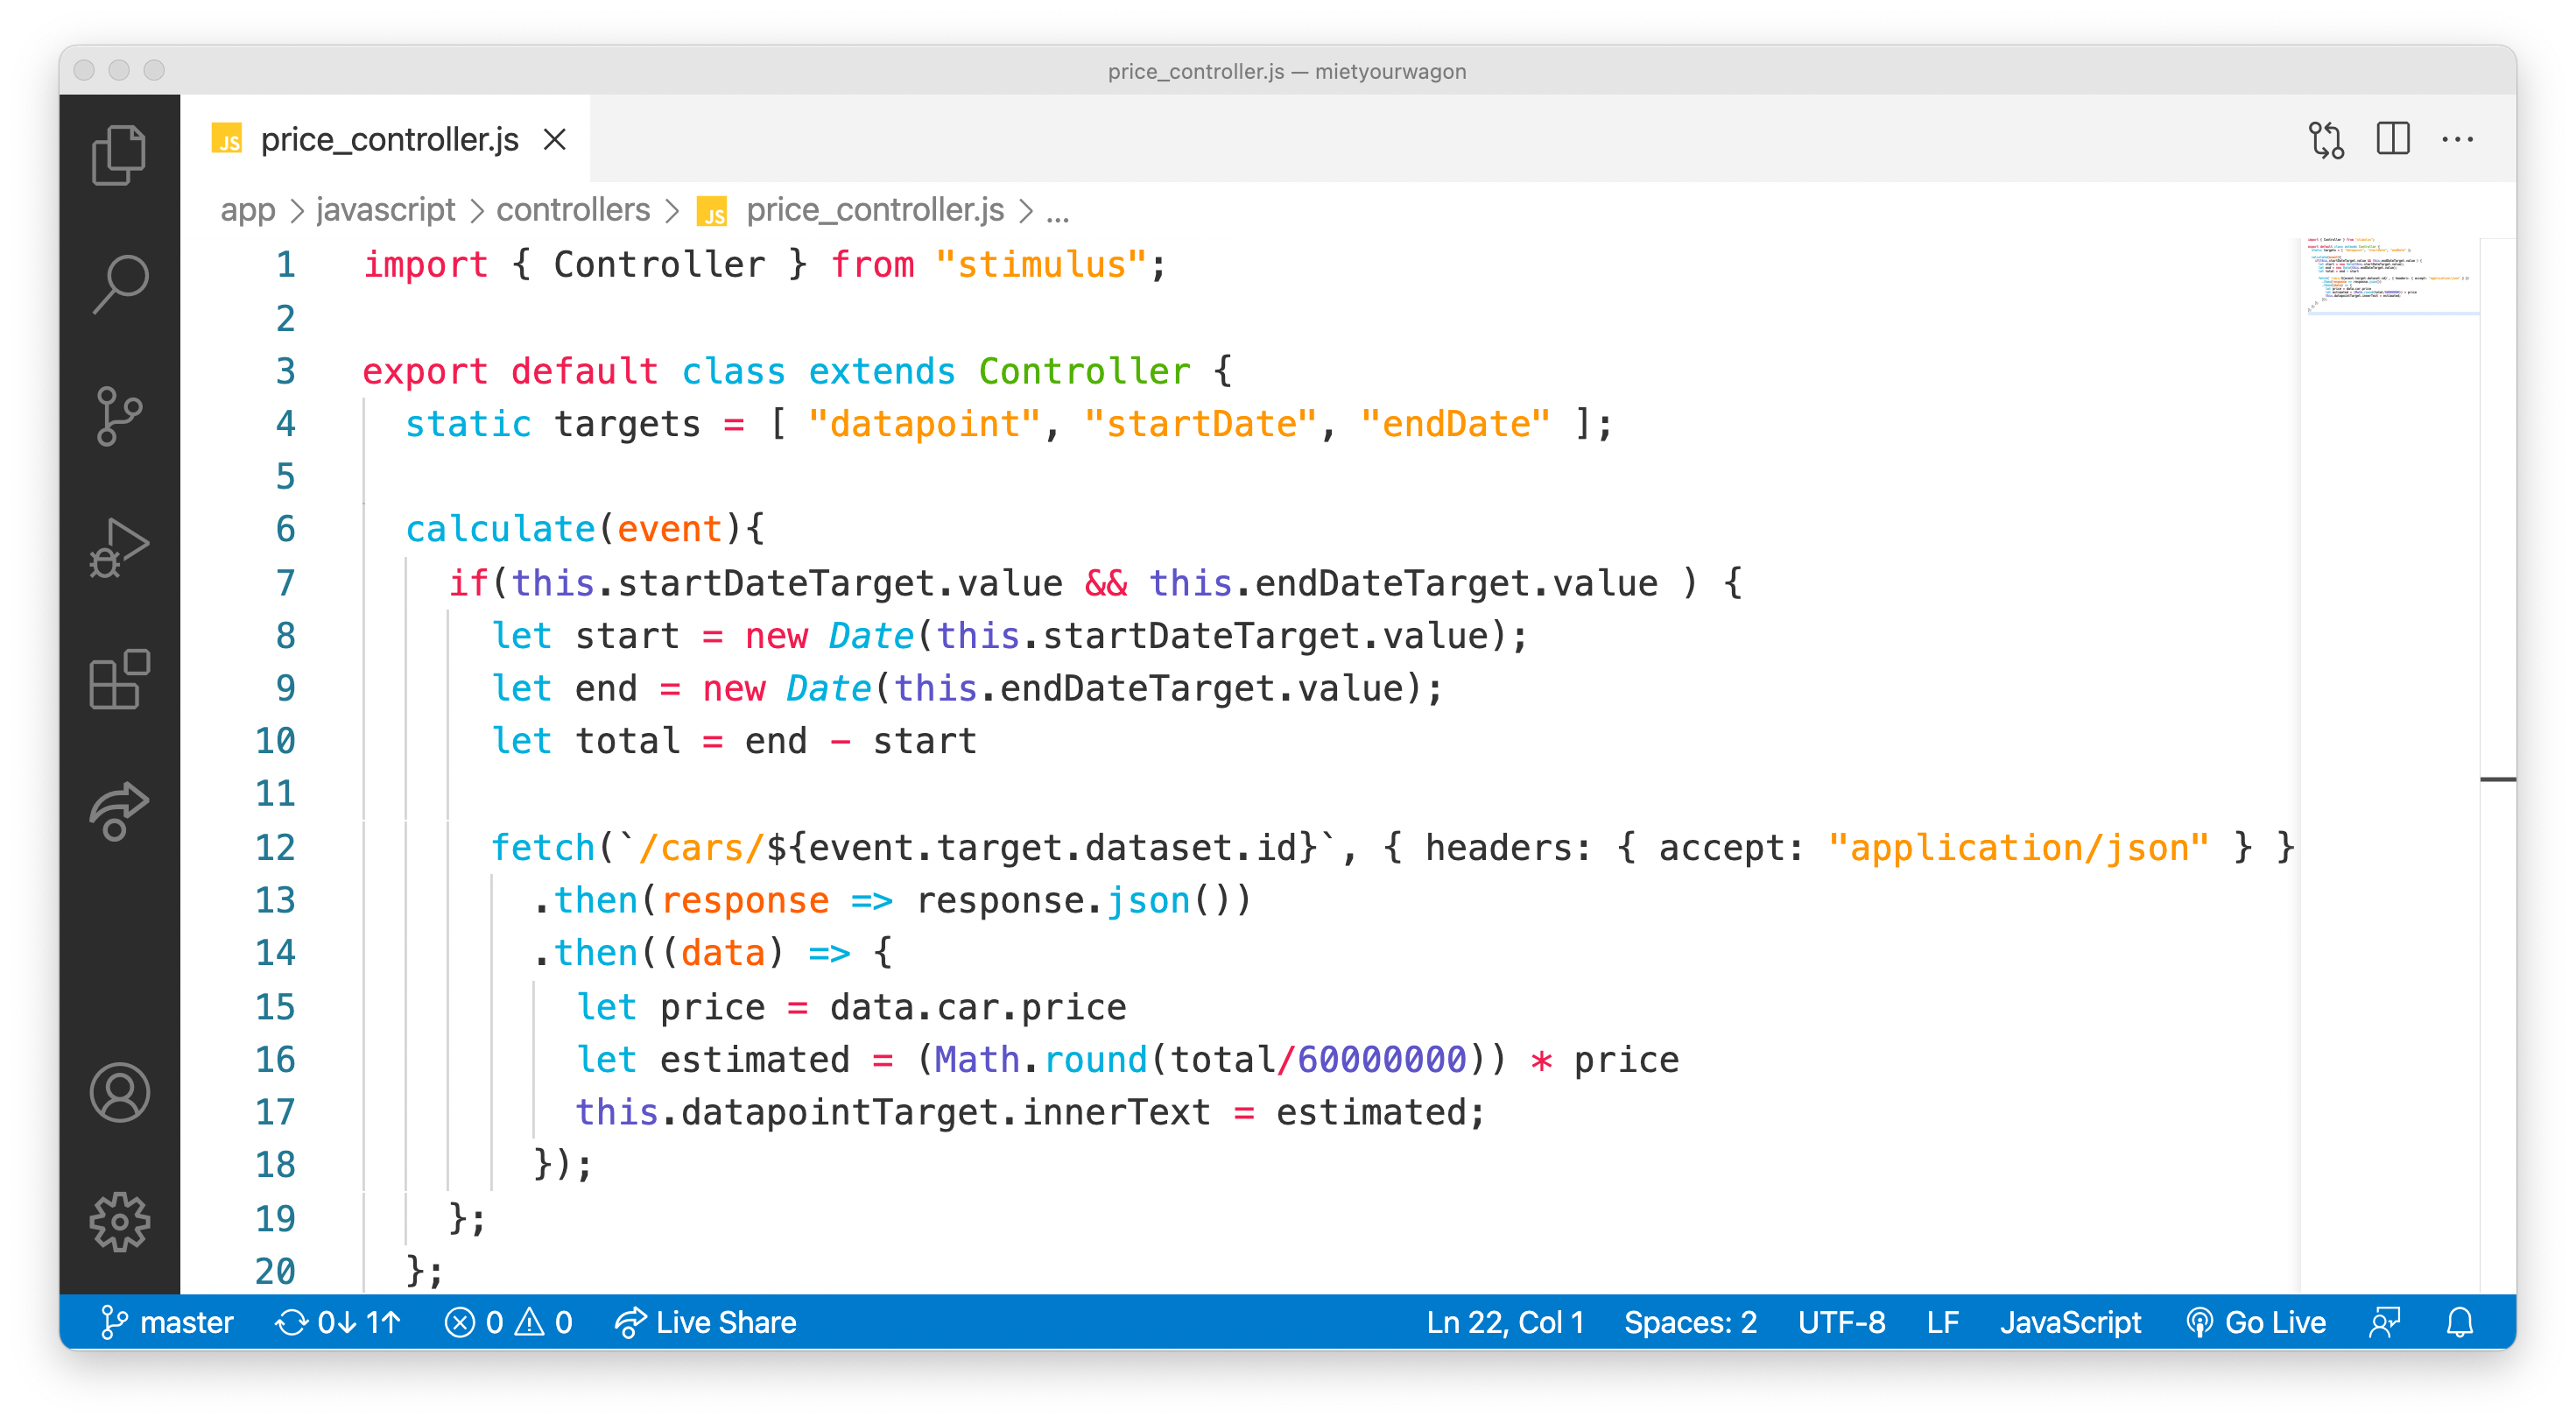 price_controller.js — mietyourwagon
JS price_controller.js
app > javascript > controllers > JS price_controller.js > ...
1 import { Controller } from "stimulus";
2
3 export default class extends Controller {
4 static targets = [ "datapoint", "startDate", "endDate" ];
5
6 calculate(event){
7 if(this.startDateTarget.value && this.endDateTarget.value ) {
8 let start = new Date(this.startDateTarget.value);
9 let end = new Date(this.endDateTarget.value);
10 let total = end - start
11
12 fetch(`/cars/${event.target.dataset.id}`, { headers: { accept: "application/json" } }
13 .then(response => response.json())
14 .then((data) => {
15 let price = data.car.price
16 let estimated = (Math.round(total/60000000)) * price
17 this.datapointTarget.innerText = estimated;
18 });
19 };
20 };
master 0↓ 1↑ 0 0 Live Share Ln 22, Col 1 Spaces: 2 UTF-8 LF JavaScript Go Live